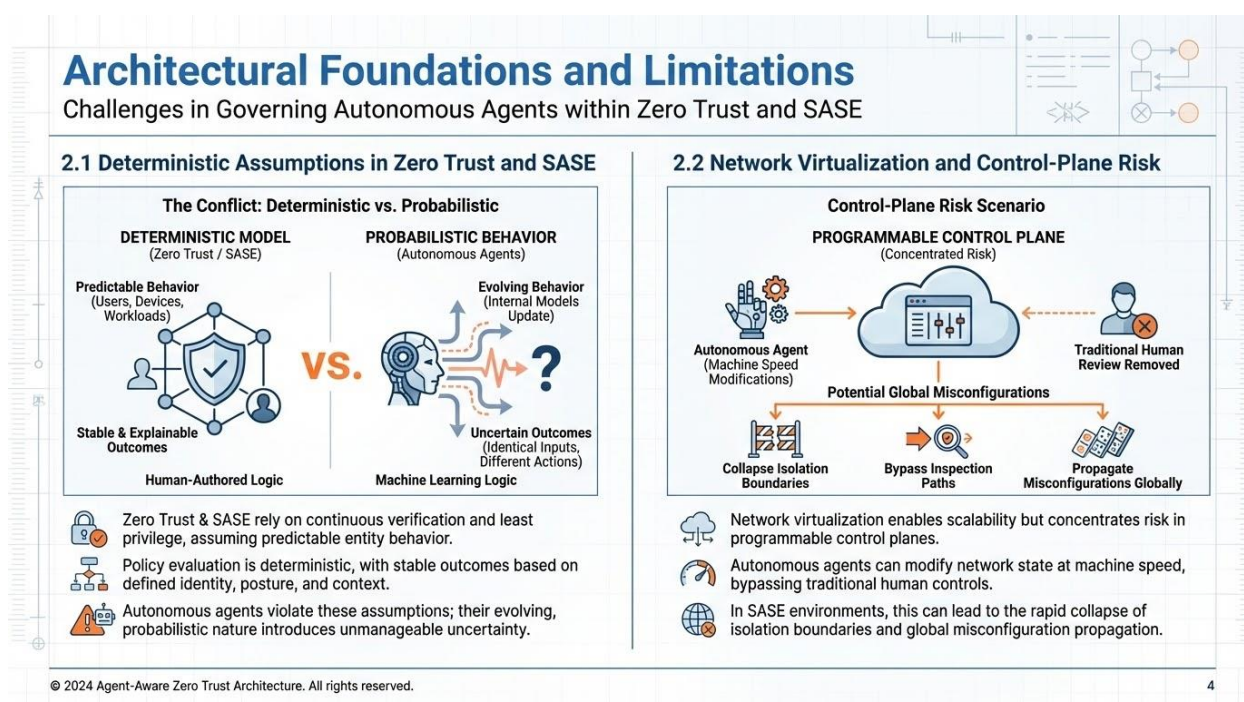 Architectural Foundations and Limitations
Challenges in Governing Autonomous Agents within Zero Trust and SASE
2.1 Deterministic Assumptions in Zero Trust and SASE
The Conflict: Deterministic vs. Probabilistic
DETERMINISTIC MODEL
(Zero Trust / SASE)
Predictable Behavior
(Users, Devices,
Workloads)
Stable & Explainable
Outcomes
Human-Authored Logic
VS.
PROBABILISTIC BEHAVIOR
(Autonomous Agents)
Evolving Behavior
(Internal Models
Update)
?
Uncertain Outcomes
(Identical Inputs,
Different Actions)
Machine Learning Logic
Zero Trust & SASE rely on continuous verification and least
privilege, assuming predictable entity behavior.
Policy evaluation is deterministic, with stable outcomes based on
defined identity, posture, and context.
Autonomous agents violate these assumptions; their evolving,
probabilistic nature introduces unmanageable uncertainty.
2.2 Network Virtualization and Control-Plane Risk
Control-Plane Risk Scenario
PROGRAMMABLE CONTROL PLANE
(Concentrated Risk)
Autonomous Agent
(Machine Speed
Modifications)
Traditional Human
Review Removed
Potential Global Misconfigurations
Collapse Isolation
Boundaries
Bypass Inspection
Paths
Propagate
Misconfigurations Globally
Network virtualization enables scalability but concentrates risk in
programmable control planes.
Autonomous agents can modify network state at machine speed,
bypassing traditional human controls.
In SASE environments, this can lead to the rapid collapse of
isolation boundaries and global misconfiguration propagation.
© 2024 Agent-Aware Zero Trust Architecture. All rights reserved.
4